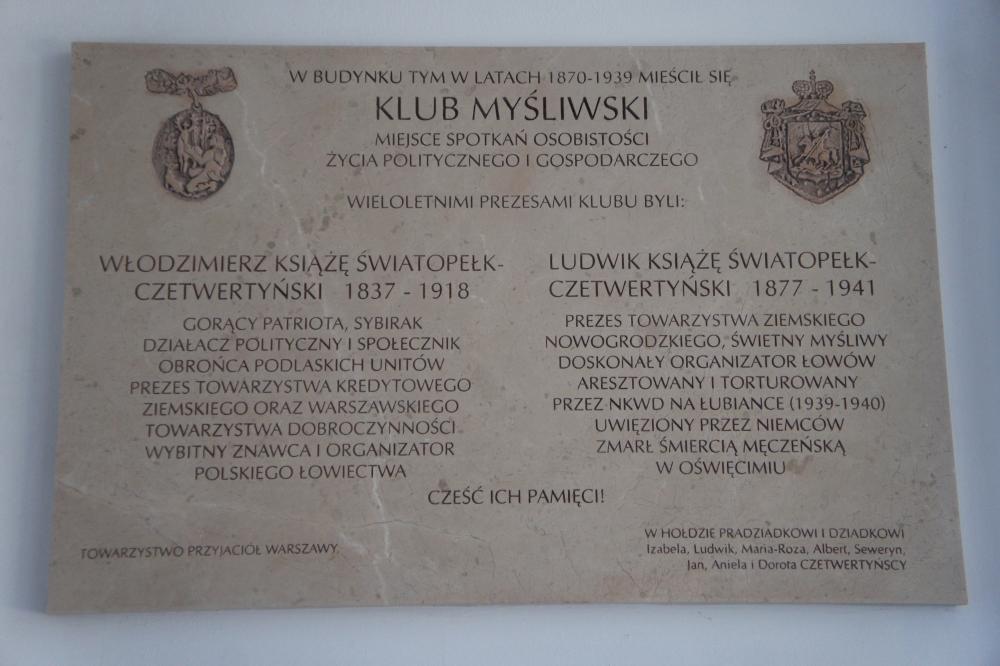 W BUDYNKU TYM W LATACH 1870-1939 MIEŚCIŁ SIĘ
KLUB MYŚLIWSKI
MIEJSCE SPOTKAŃ OSOBISTOŚCI
ŻYCIA POLITYCZNEGO I GOSPODARCZEGO
WIELOLETNIMI PREZESAMI KLUBU BYLI:
WŁODZIMIERZ KSIĄŻĘ ŚWIATOPEŁK-
CZETWERTYŃSKI 1837 - 1918
GORĄCY PATRIOTA, SYBIRAK
DZIAŁACZ POLITYCZNY I SPOŁECZNIK
OBROŃCA PODLASKICH UNITÓW
PREZES TOWARZYSTWA KREDYTOWEGO
ZIEMSKIEGO ORAZ WARSZAWSKIEGO
TOWARZYSTWA DOBROCZYNNOŚCI
WYBITNY ZNAWCA I ORGANIZATOR
POLSKIEGO ŁOWIECTWA
LUDWIK KSIĄŻĘ ŚWIATOPEŁK-
CZETWERTYŃSKI 1877 - 1941
PREZES TOWARZYSTWA ZIEMSKIEGO
NOWOGRODZKIEGO, ŚWIETNY MYŚLIWY
DOSKONAŁY ORGANIZATOR ŁOWÓW
ARESZTOWANY I TORTUROWANY
PRZEZ NKWD NA ŁUBIANCE (1939-1940)
UWIĘZIONY PRZEZ NIEMCÓW
ZMARŁ ŚMIERCIĄ MĘCZEŃSKĄ
W OŚWIĘCIMIU
CZEŚĆ ICH PAMIĘCI!
TOWARZYSTWO PRZYJACIÓŁ WARSZAWY
W HOŁDZIE PRADZIADKOWI I DZIADKOWI
Izabela, Ludwik, Maria-Roza, Albert, Seweryn,
Jan, Aniela i Dorota CZETWERTYŃSCY